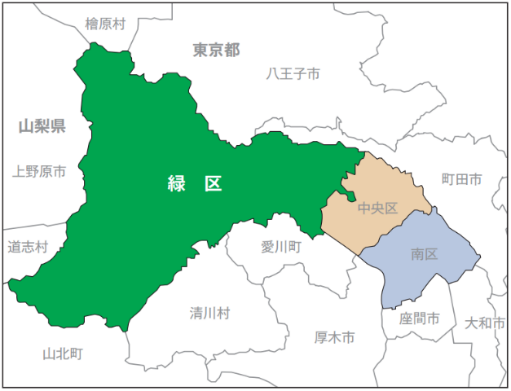 檜原村
東京都
八王子市
山梨県
上野原市
緑 区
町田市
中央区
道志村
愛川町
南区
清川村
座間市
大和市
厚木市
山北町